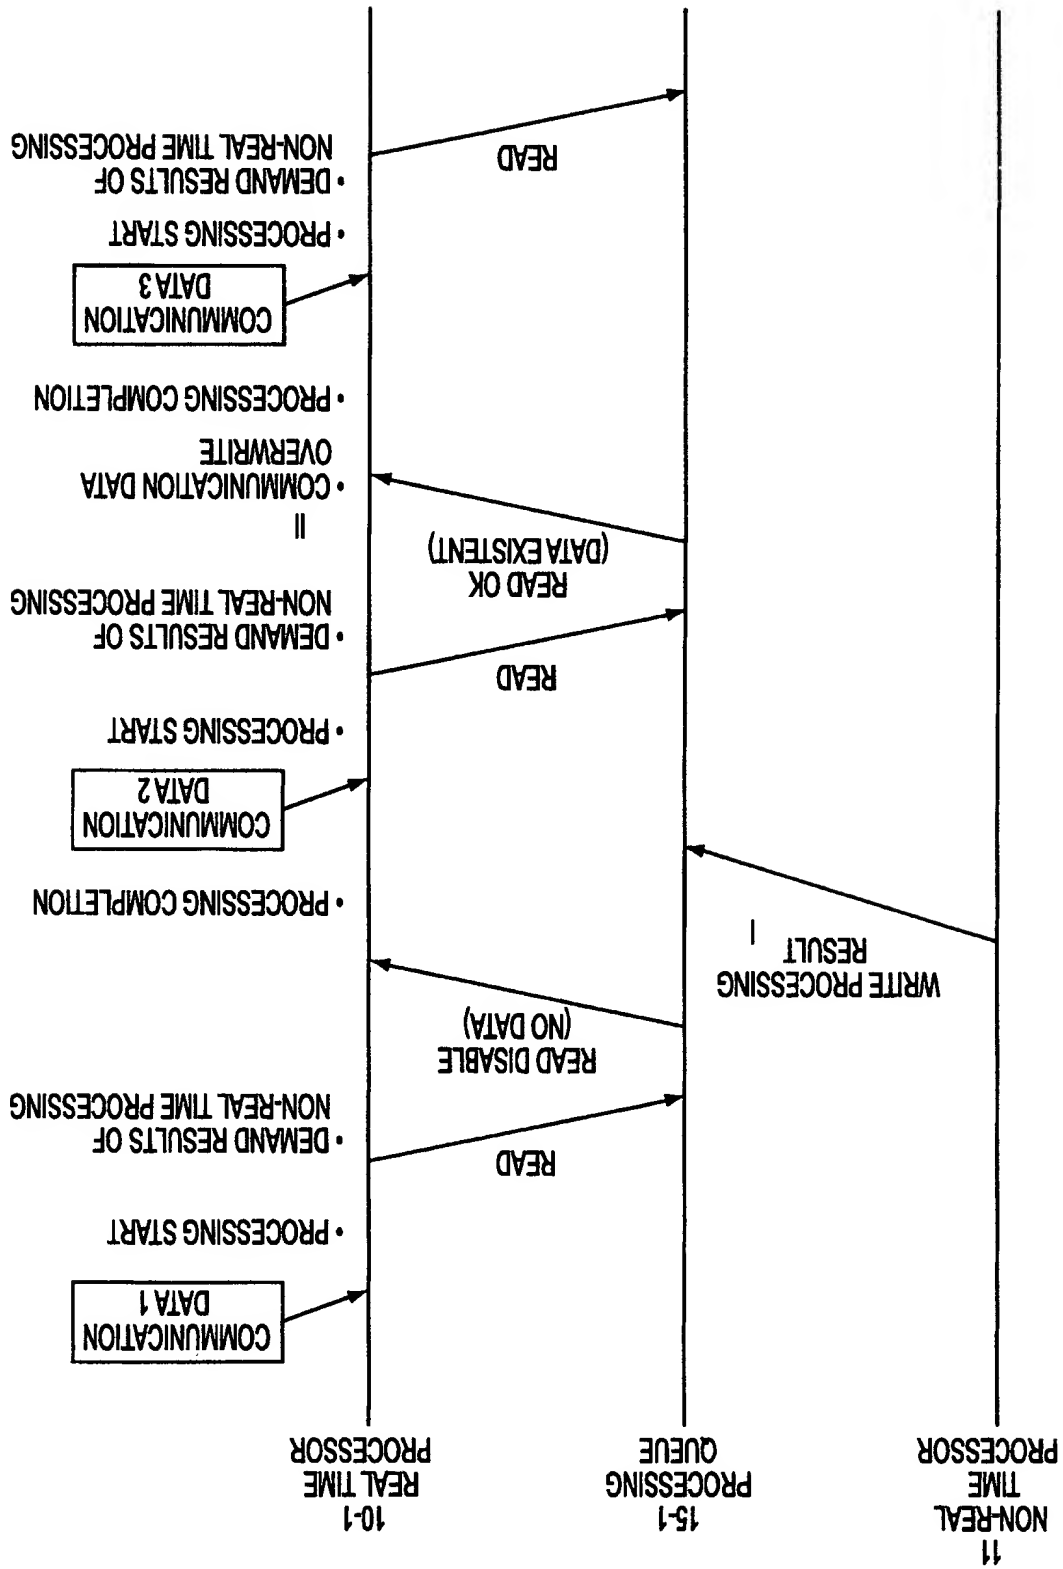 11
NON-REAL
TIME
PROCESSOR
15-1
PROCESSING
QUEUE
10-1
REAL TIME
PROCESSOR
COMMUNICATION
DATA 1
• PROCESSING START
READ
• DEMAND RESULTS OF
NON-REAL TIME PROCESSING
READ DISABLE
(NO DATA)
WRITE PROCESSING
RESULT
I
• PROCESSING COMPLETION
COMMUNICATION
DATA 2
• PROCESSING START
READ
• DEMAND RESULTS OF
NON-REAL TIME PROCESSING
READ OK
(DATA EXISTENT)
II
• COMMUNICATION DATA
OVERWRITE
• PROCESSING COMPLETION
COMMUNICATION
DATA 3
• PROCESSING START
• DEMAND RESULTS OF
NON-REAL TIME PROCESSING
READ